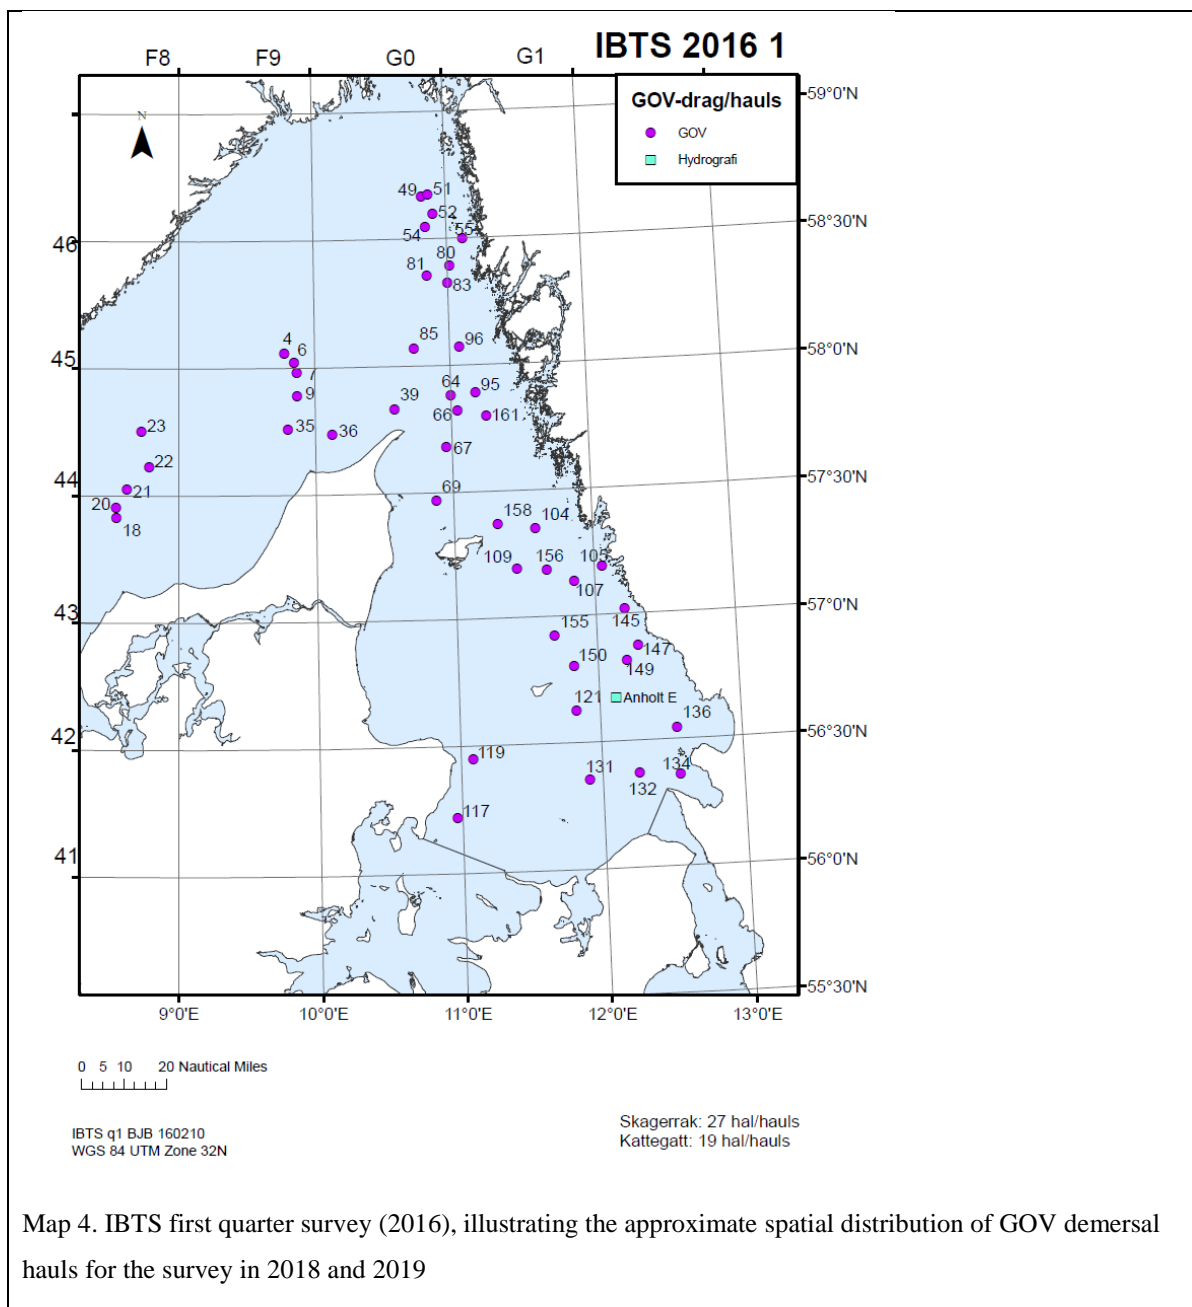 IBTS 2016 1
F8 F9 G0 G1
GOV-drag/hauls
GOV
Hydrografi
N
59°0'N
58°30'N
58°0'N
57°30'N
57°0'N
56°30'N
56°0'N
55°30'N
46
45
44
43
42
41
49 51
52
54 55
80
81
83
85 96
4
6
7
9
39 64 95
66 161
35 36
67
23
22
21
20
18
69
158 104
109 156 105
107
155 145
147
150 149
121 Anholt E
136
119
131 134
132
117
9°0'E 10°0'E 11°0'E 12°0'E 13°0'E
0 5 10 20 Nautical Miles
IBTS q1 BJB 160210
WGS 84 UTM Zone 32N
Skagerrak: 27 hal/hauls
Kattegatt: 19 hal/hauls
Map 4. IBTS first quarter survey (2016), illustrating the approximate spatial distribution of GOV demersal
hauls for the survey in 2018 and 2019